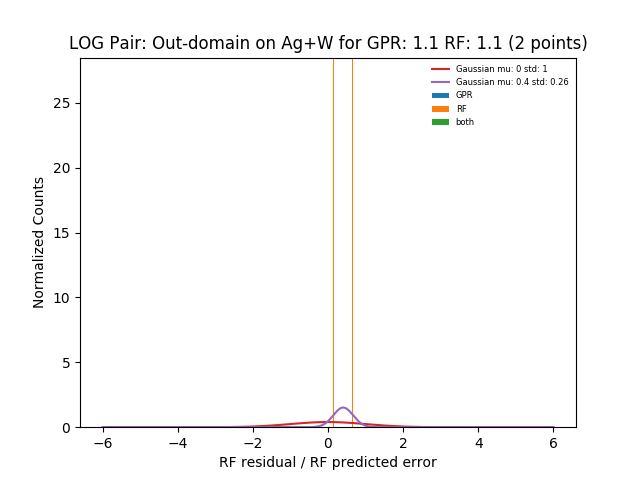 LOG Pair: Out-domain on Ag+W for GPR: 1.1 RF: 1.1 (2 points)
Gaussian mu: 0 std: 1
Gaussian mu: 0.4 std: 0.26
GPR
RF
both
Normalized Counts
25
20
15
10
5
0
−6
−4
−2
0
2
4
6
RF residual / RF predicted error